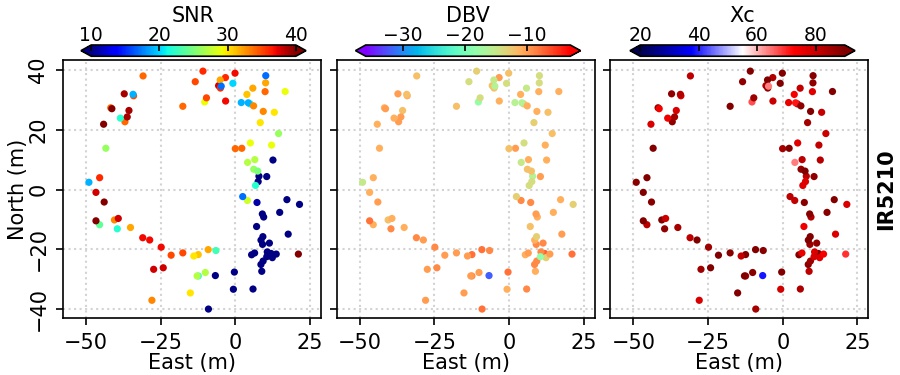 SNR DBV Xc
10 20 30 40 −30 −20 −10 20 40 60 80
40
20
0
−20
−40
North (m)
−50 −25 0 25 −50 −25 0 25 −50 −25 0 25
East (m) East (m) East (m)
IR5210